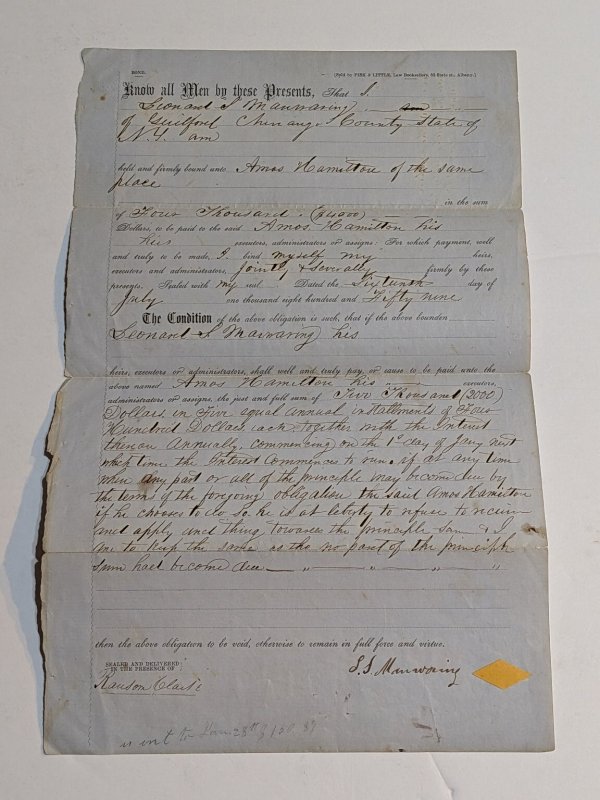 BOND. — (Sold by FISK & LITTLE, Law Booksellers, 82 State st., Albany.)
Know all Men by these Presents, That I
Leonard S Manwaring
of Guilford Chenango County State of
N.Y. am
held and firmly bound unto Amos Hamilton of the same
place
in the sum
of Four Thousand ($4000)
Dollars, to be paid to the said Amos Hamilton his
his executors, administrators or assigns: For which payment, well
and truly to be made, I bind myself my heirs,
executors and administrators, jointly & severally firmly by these
presents. Sealed with my seal. Dated the Sixteenth day of
July one thousand eight hundred and Fifty nine
The Condition of the above obligation is such, that if the above bounden
Leonard S Manwaring his
heirs, executors or administrators, shall well and truly pay, or cause to be paid unto the
above named Amos Hamilton his " executors,
administrators or assigns, the just and full sum of Two Thousand (2000)
Dollars, in Five equal annual installments of Four
Hundred Dollars each together with the Interest
thereon Annually, commencing on the 1st day of Jany next
which time the Interest Commences to run. if at any time
when any part or all of the principle may become due by
the terms of the forgoing obligation the said Amos Hamilton
if he chooses to do so he is at liberty to refuse to receive
and apply any thing towards the principle sum & I
am to keep the same as tho no part of the principle
sum had become due — " — " — " — "
then the above obligation to be void, otherwise to remain in full force and virtue.
SEALED AND DELIVERED
IN THE PRESENCE OF
L. S. Manwaring
Ransom Clark